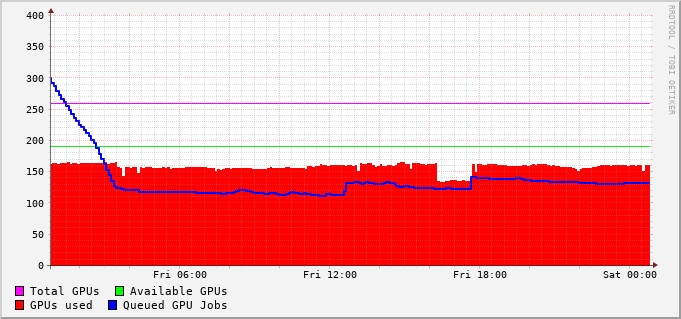 RRDTOOL / TOBI OETIKER
400
350
300
250
200
150
100
50
0
Fri 06:00 Fri 12:00 Fri 18:00 Sat 00:00
Total GPUs Available GPUs
GPUs used Queued GPU Jobs